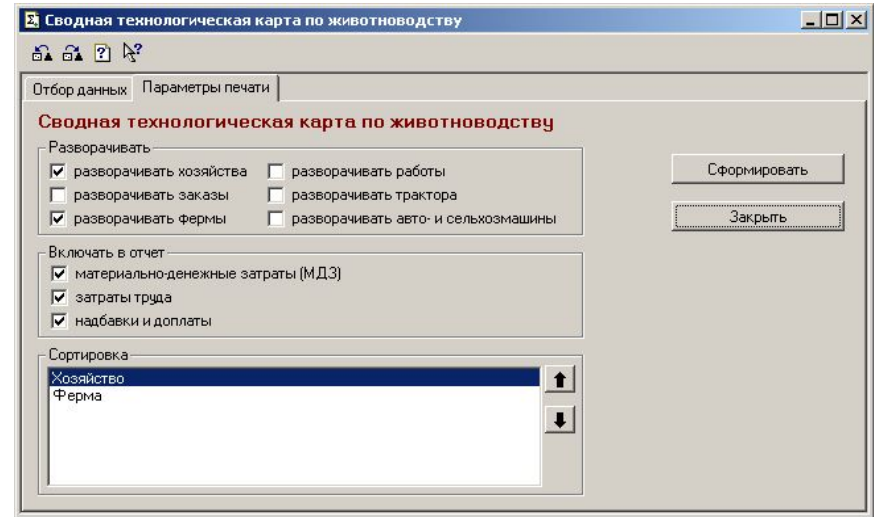 Сводная технологическая карта по животноводству
Отбор данных Параметры печати
Сводная технологическая карта по животноводству
Разворачивать
разворачивать хозяйства разворачивать работы
разворачивать заказы разворачивать трактора
разворачивать фермы разворачивать авто- и сельхозмашины
Сформировать
Закрыть
Включать в отчет
материально-денежные затраты (МДЗ)
затраты труда
надбавки и доплаты
Сортировка
Хозяйство
Ферма